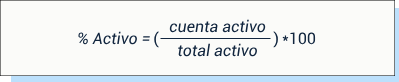 % Activo = ( cuenta activo / total activo ) *100